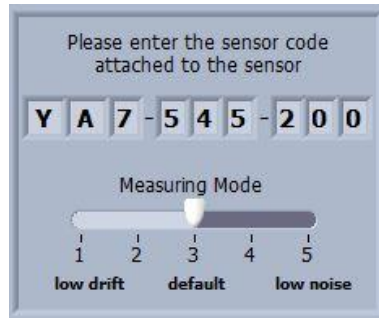 Please enter the sensor code
attached to the sensor
YA7-545-200
Measuring Mode
1 2 3 4 5
low drift default low noise